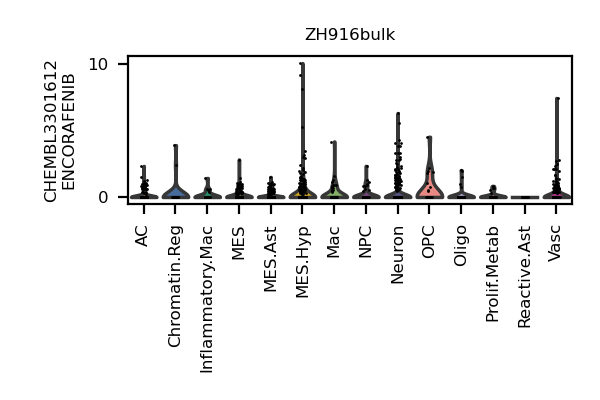 ZH916bulk
CHEMBL3301612
ENCORAFENIB
10
0
AC
Chromatin.Reg
Inflammatory.Mac
MES
MES.Ast
MES.Hyp
Mac
NPC
Neuron
OPC
Oligo
Prolif.Metab
Reactive.Ast
Vasc